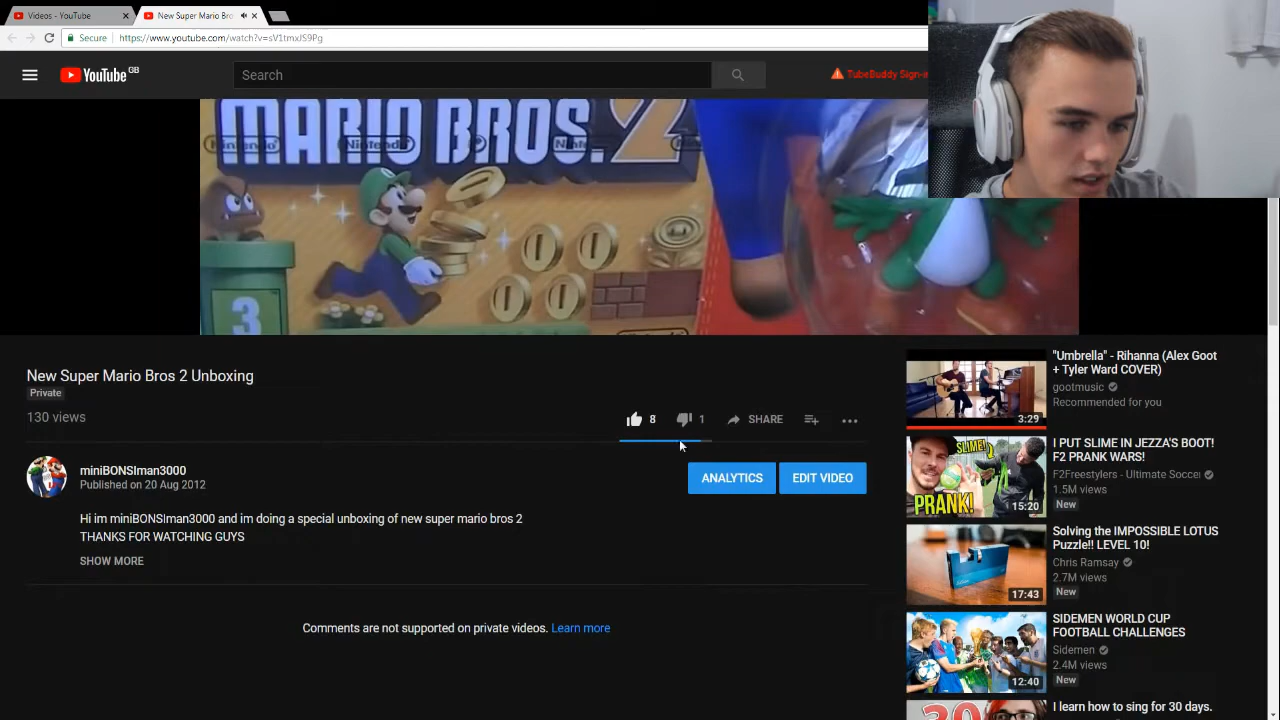 Videos - YouTube
New Super Mario Bro
Secure
https://www.youtube.com/watch?v=sV1tmxJS9Pg
YouTube GB
Search
TubeBuddy Sign-in
MARIO BROS. 2
Nintendo
3
New Super Mario Bros 2 Unboxing
Private
130 views
8
1
SHARE
miniBONSIman3000
Published on 20 Aug 2012
ANALYTICS
EDIT VIDEO
Hi im miniBONSIman3000 and im doing a special unboxing of new super mario bros 2
THANKS FOR WATCHING GUYS
SHOW MORE
Comments are not supported on private videos. Learn more
"Umbrella" - Rihanna (Alex Goot
+ Tyler Ward COVER)
gootmusic
Recommended for you
3:29
I PUT SLIME IN JEZZA'S BOOT!
F2 PRANK WARS!
F2Freestylers - Ultimate Soccer
1.5M views
New
SLIME!
PRANK!
15:20
Solving the IMPOSSIBLE LOTUS
Puzzle!! LEVEL 10!
Chris Ramsay
2.7M views
New
17:43
SIDEMEN WORLD CUP
FOOTBALL CHALLENGES
Sidemen
2.4M views
New
12:40
I learn how to sing for 30 days.
30